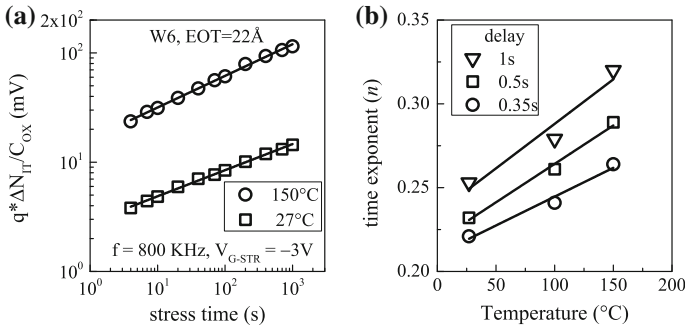 (a)
2x10²
10²
10¹
10⁰
q*ΔN_IT/C_OX (mV)
W6, EOT=22Å
150°C
27°C
f = 800 KHz, V_G-STR = −3V
10⁰ 10¹ 10² 10³
stress time (s)
(b)
0.35
0.30
0.25
0.20
time exponent (n)
delay
1s
0.5s
0.35s
0 50 100 150 200
Temperature (°C)